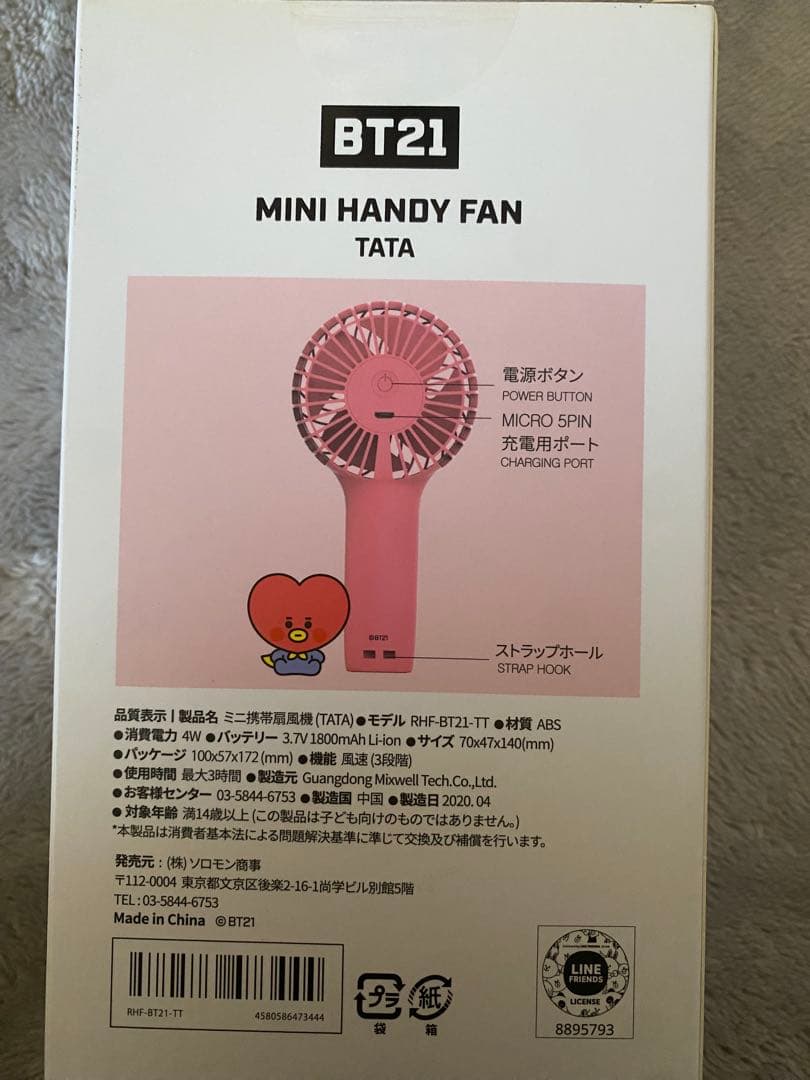 BT21
MINI HANDY FAN
TATA
電源ボタン
POWER BUTTON
MICRO 5PIN
充電用ポート
CHARGING PORT
BT21
ストラップホール
STRAP HOOK
品質表示 | 製品名 ミニ携帯扇風機 (TATA) ●モデル RHF-BT21-TT ●材質 ABS
●消費電力 4W ●バッテリー 3.7V 1800mAh Li-ion ●サイズ 70x47x140(mm)
●パッケージ 100x57x172 (mm) ●機能 風速 (3段階)
●使用時間 最大3時間 ●製造元 Guangdong Mixwell Tech.Co.,Ltd.
●お客様センター 03-5844-6753 ●製造国 中国 ●製造日 2020. 04
● 対象年齢 満14歳以上 (この製品は子ども向けのものではありません。)
*本製品は消費者基本法による問題解決基準に準じて交換及び補償を行います。
発売元 : (株) ソロモン商事
〒112-0004 東京都文京区後楽2-16-1尚学ビル別館5階
TEL : 03-5844-6753
Made in China ©BT21
RHF-BT21-TT 4580586473444
プラ 紙
袋 箱
LINE
FRIENDS
LICENSE
8895793